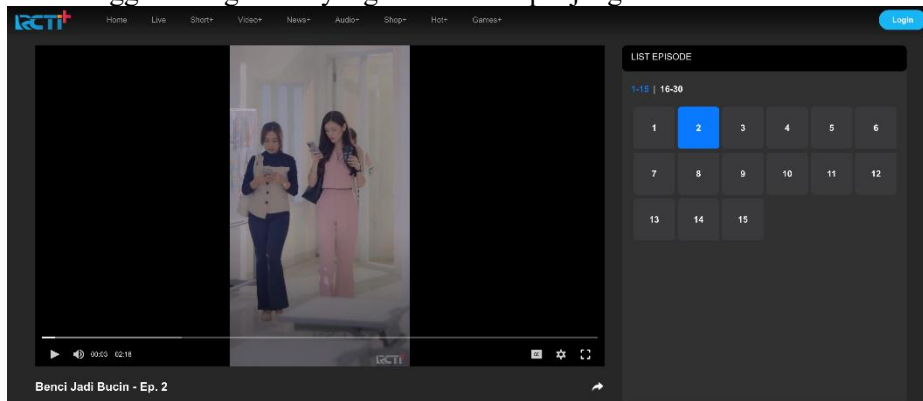 RCTI+
Home Live Short+ Video+ News+ Audio+ Shop+ Hot+ Games+
Login
LIST EPISODE
1-15 | 16-30
1 2 3 4 5 6
7 8 9 10 11 12
13 14 15
00:03 02:18
RCTI+
Benci Jadi Bucin - Ep. 2